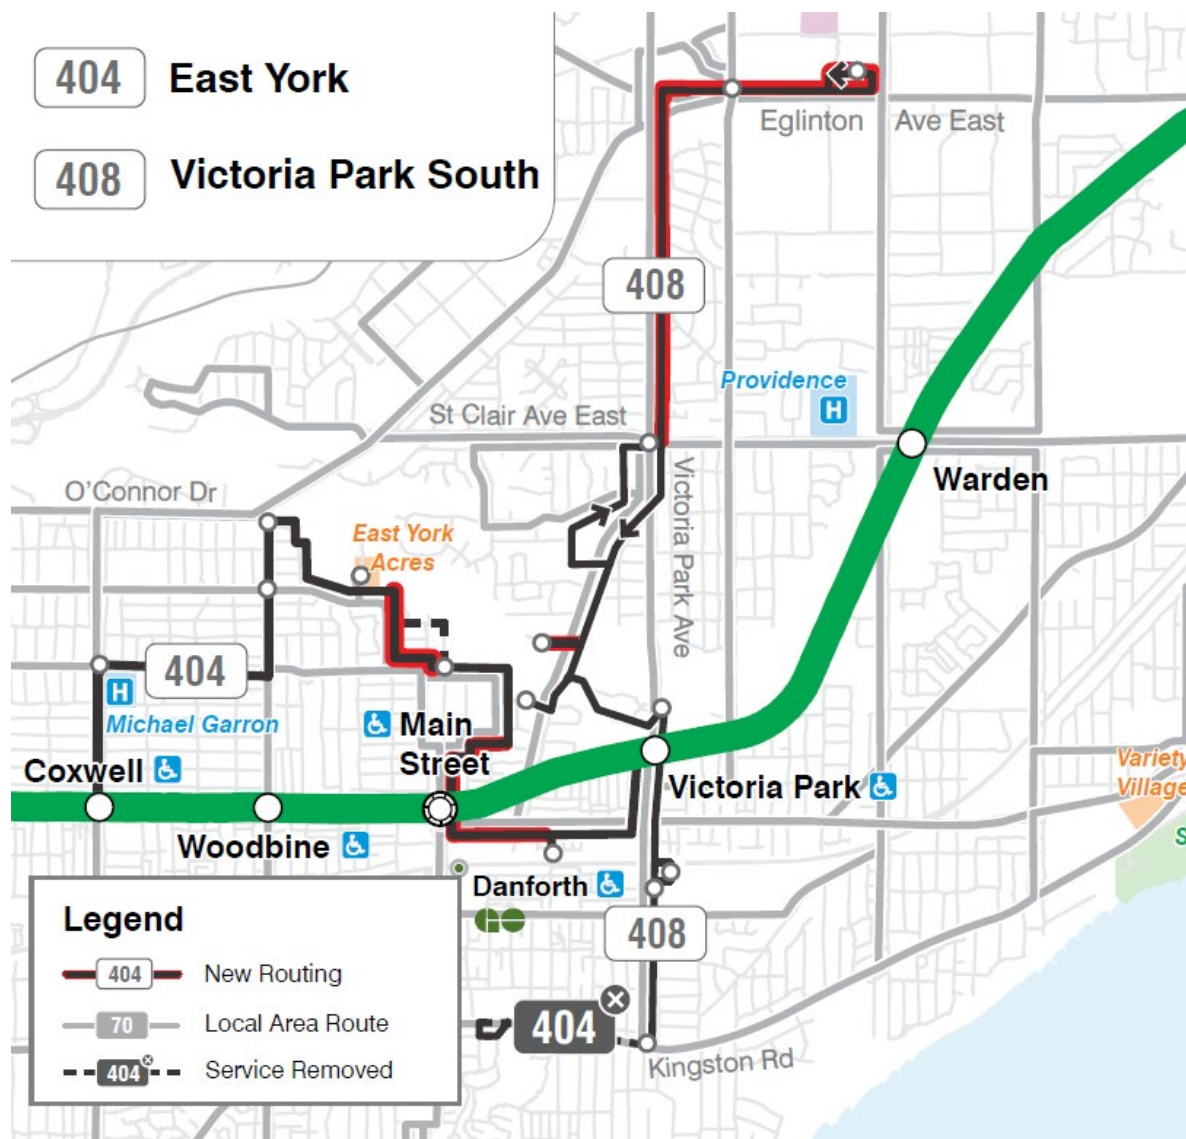 404 East York
408 Victoria Park South
Eglinton Ave East
408
Providence
H
St Clair Ave East
Warden
Victoria Park Ave
O'Connor Dr
East York
Acres
404
H
Michael Garron
Main
Street
Coxwell
Victoria Park
Variety
Village
Woodbine
S
Danforth
GO
408
404
Kingston Rd
Legend
404 New Routing
70 Local Area Route
404 Service Removed